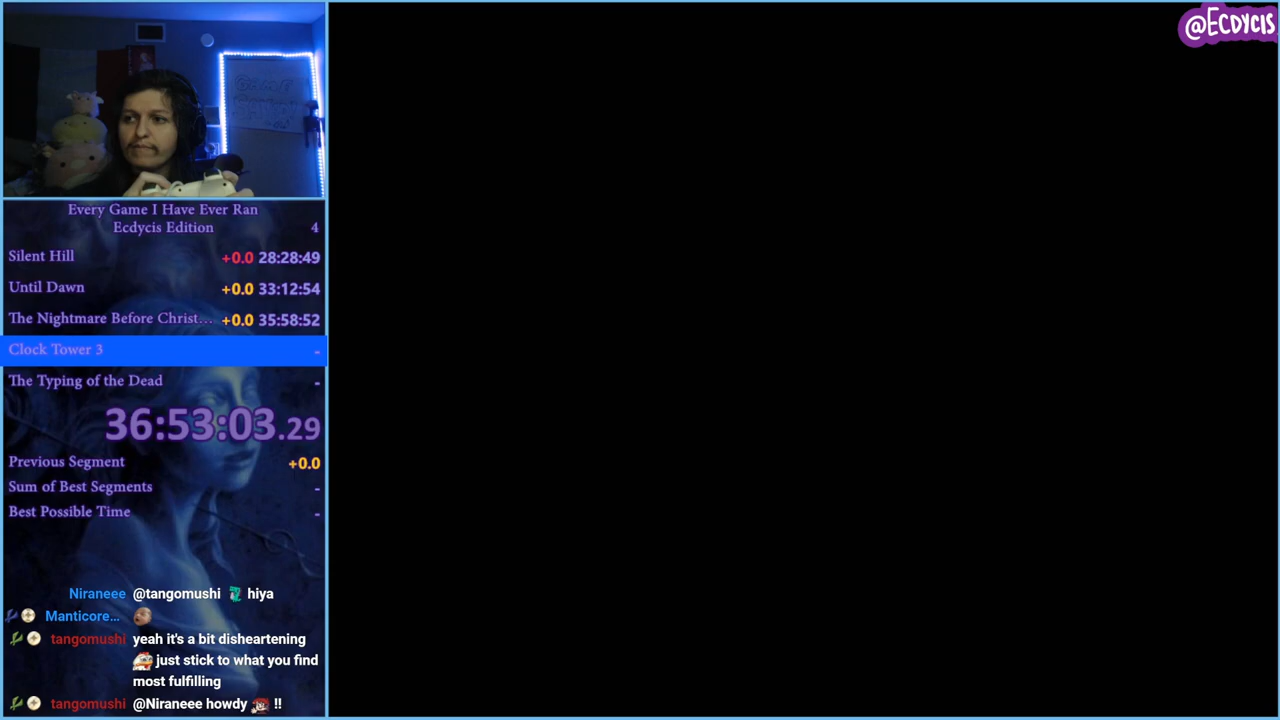 @ECDYCIS
Every Game I Have Ever Ran
Ecdycis Edition 4
Silent Hill +0.0 28:28:49
Until Dawn +0.0 33:12:54
The Nightmare Before Christ... +0.0 35:58:52
Clock Tower 3 -
The Typing of the Dead -
36:53:03.29
Previous Segment +0.0
Sum of Best Segments -
Best Possible Time -
Niraneee @tangomushi hiya
Manticore...
tangomushi yeah it's a bit disheartening
just stick to what you find
most fulfilling
tangomushi @Niraneee howdy !!